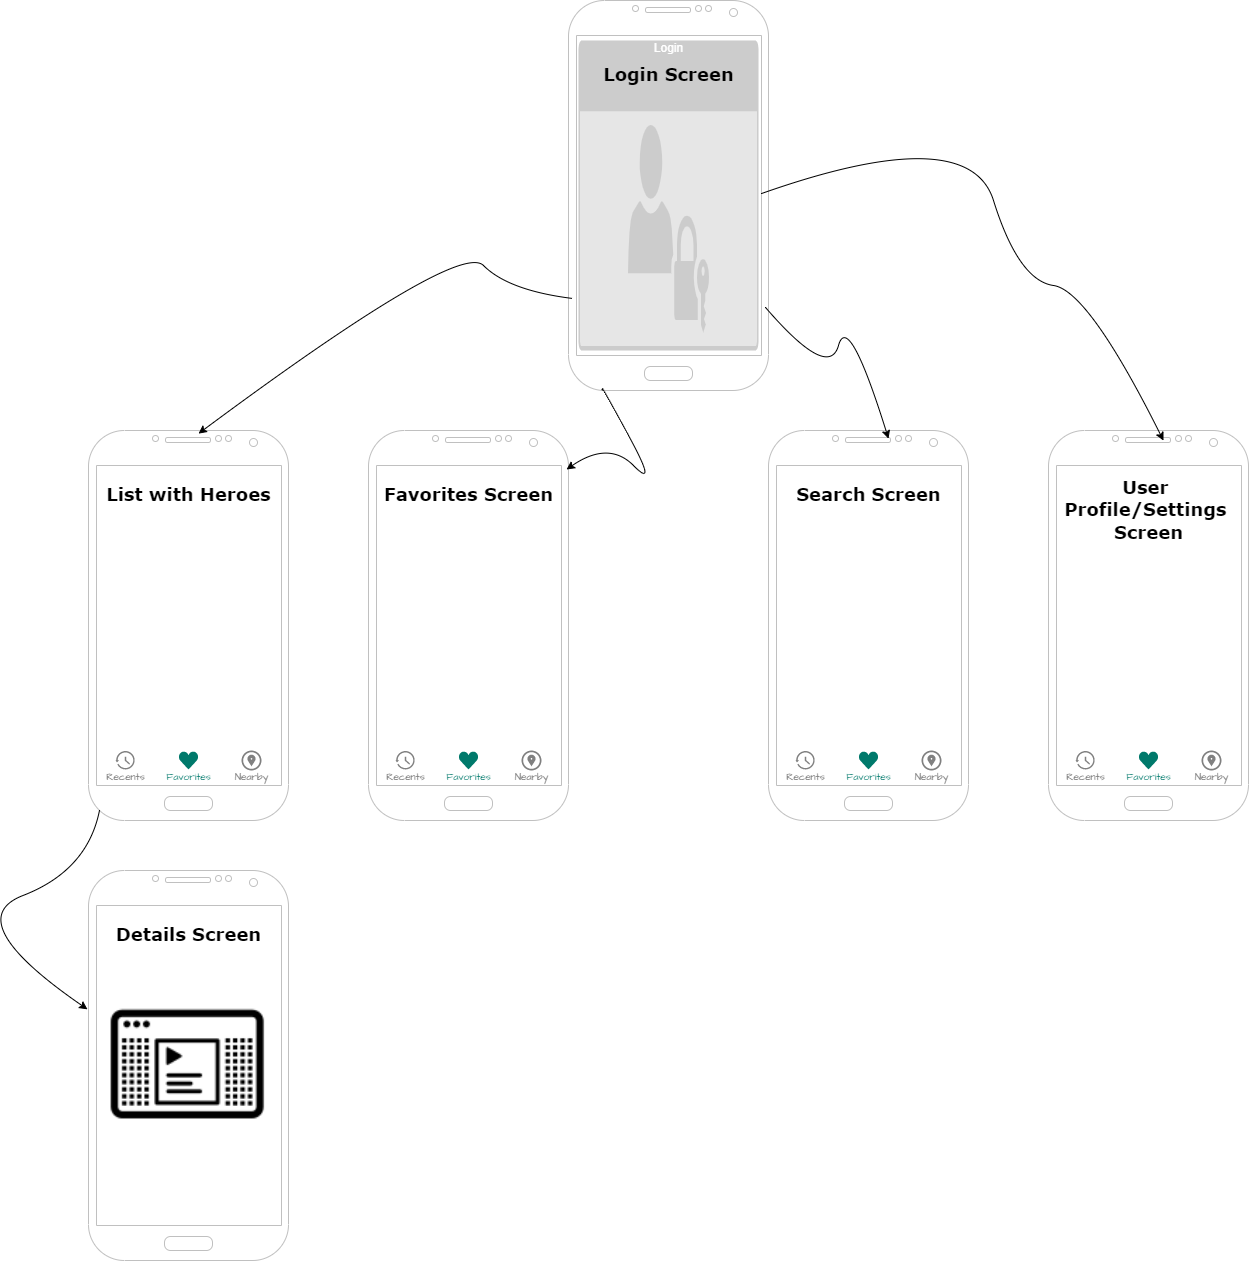 Login
Login Screen
List with Heroes
Favorites Screen
Search Screen
User
Profile/Settings
Screen
Recents Favorites Nearby
Recents Favorites Nearby
Recents Favorites Nearby
Recents Favorites Nearby
Details Screen